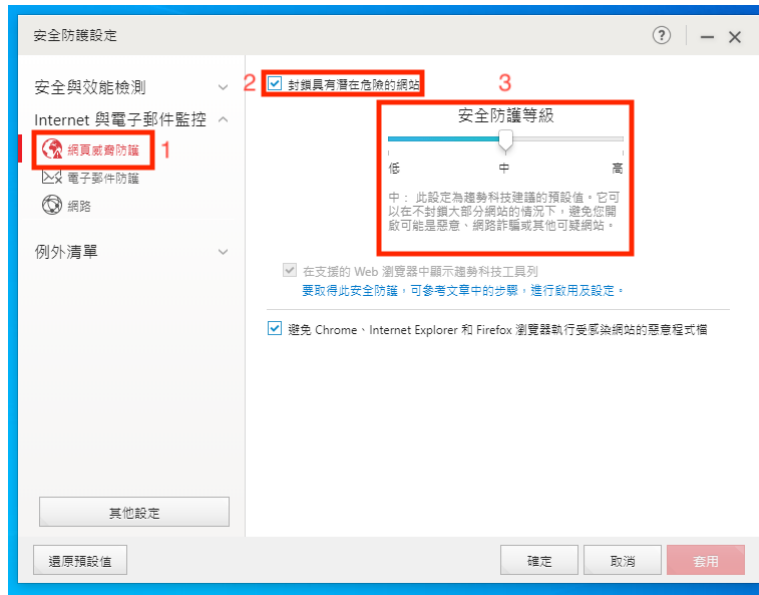 安全防護設定
?
安全與效能檢測
Internet 與電子郵件監控
網頁威脅防護
1
電子郵件防護
網路
例外清單
其他設定
2
封鎖具有潛在危險的網站
3
安全防護等級
低 中 高
中： 此設定為趨勢科技建議的預設值。它可
以在不封鎖大部分網站的情況下，避免您開
啟可能是惡意、網路詐騙或其他可疑網站。
在支援的 Web 瀏覽器中顯示趨勢科技工具列
要取得此安全防護，可參考文章中的步驟，進行啟用及設定。
避免 Chrome、Internet Explorer 和 Firefox 瀏覽器執行受感染網站的惡意程式檔
還原預設值
確定
取消
套用